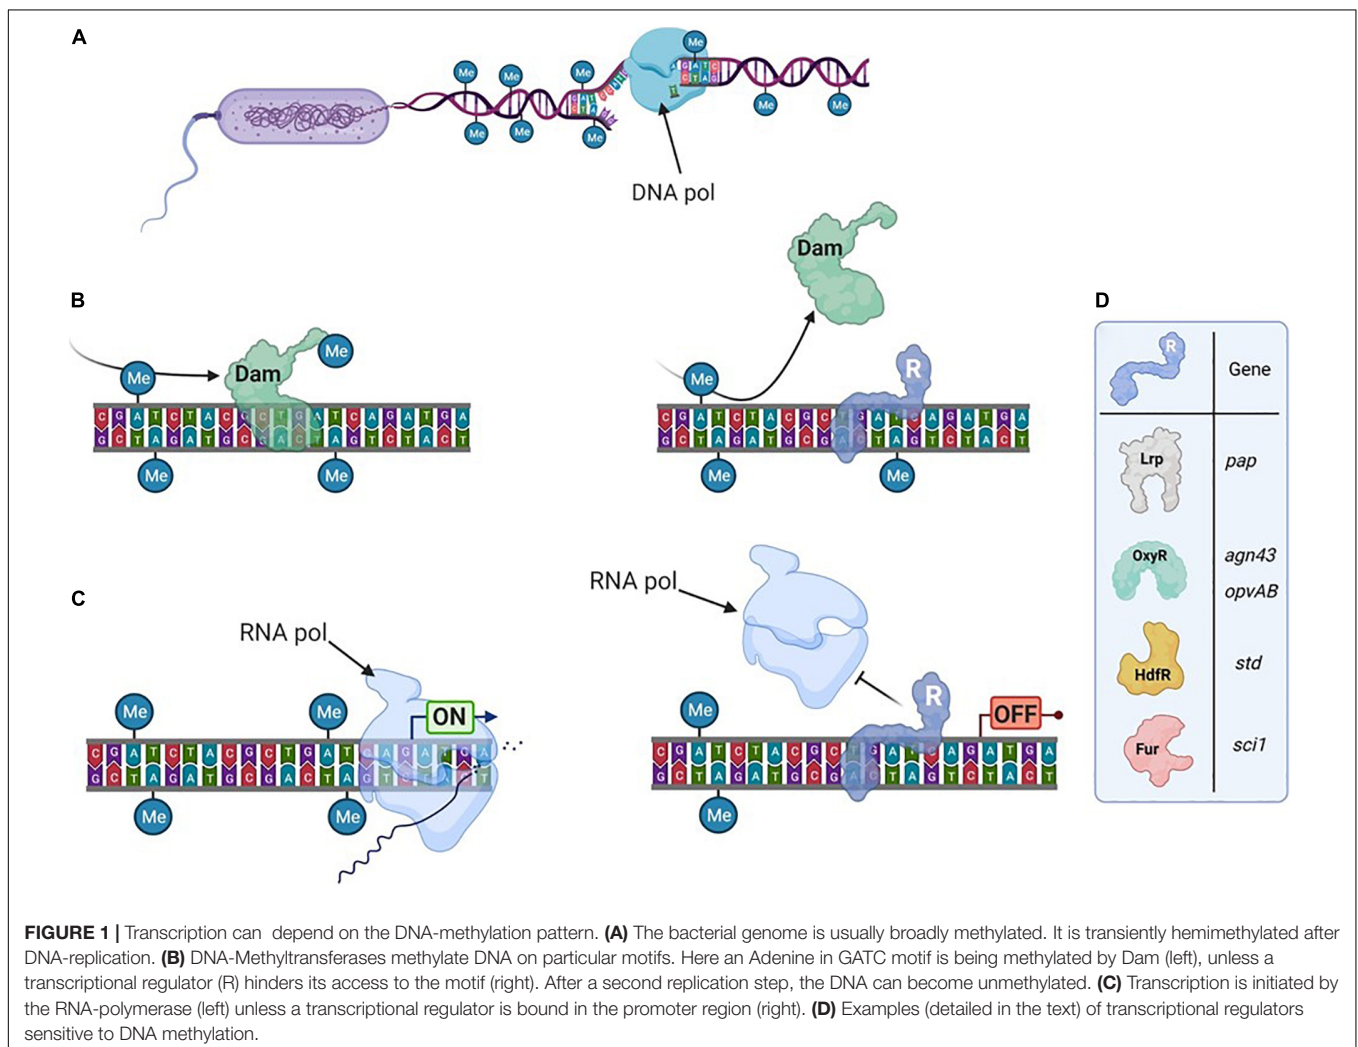 A
Me
Me
Me
Me
Me
Me
Me
Me
Me
G A T C
C T A G
DNA pol
B
Me
Dam
Me
C G A T C T A C G C T G A T C A G A T G A
G C T A G A T G C G A C T A G T C T A C T
Me
Me
Dam
Me
R
C G A T C T A C G C T G A T C A G A T G A
G C T A G A T G C G A C T A G T C T A C T
Me
Me
C
RNA pol
Me
Me
ON
C G A T C T A C G C T G A T G A G A T G A
G C T A G A T G C G A C T A G T C T A T
Me
Me
RNA pol
Me
R
OFF
C G A T C T A C G C T G A T C A G A T G A
G C T A G A T G C G A C T A G T C T A C T
Me
D
R
Gene
Lrp
pap
OxyR
agn43
opvAB
HdfR
std
Fur
sci1
FIGURE 1 | Transcription can depend on the DNA-methylation pattern. (A) The bacterial genome is usually broadly methylated. It is transiently hemimethylated after
DNA-replication. (B) DNA-Methyltransferases methylate DNA on particular motifs. Here an Adenine in GATC motif is being methylated by Dam (left), unless a
transcriptional regulator (R) hinders its access to the motif (right). After a second replication step, the DNA can become unmethylated. (C) Transcription is initiated by
the RNA-polymerase (left) unless a transcriptional regulator is bound in the promoter region (right). (D) Examples (detailed in the text) of transcriptional regulators
sensitive to DNA methylation.